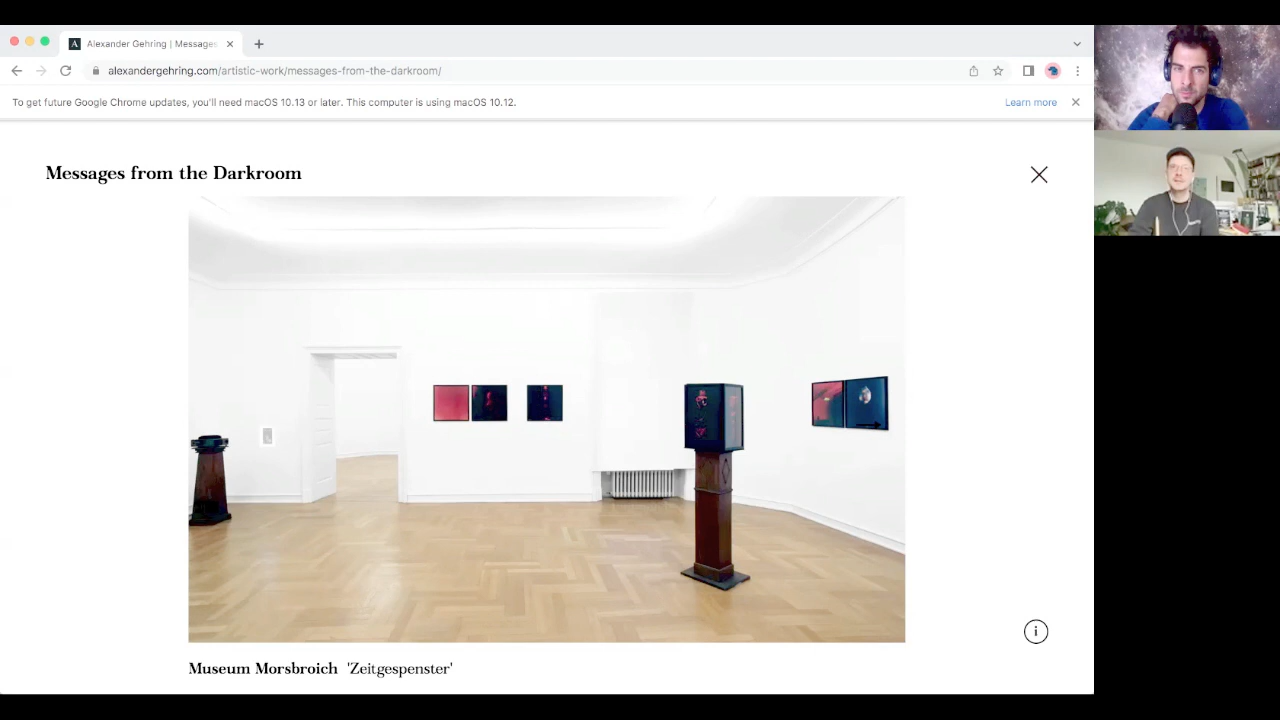 Alexander Gehring | Messages
alexandergehring.com/artistic-work/messages-from-the-darkroom/
To get future Google Chrome updates, you'll need macOS 10.13 or later. This computer is using macOS 10.12.
Learn more
Messages from the Darkroom
Museum Morsbroich 'Zeitgespenster'